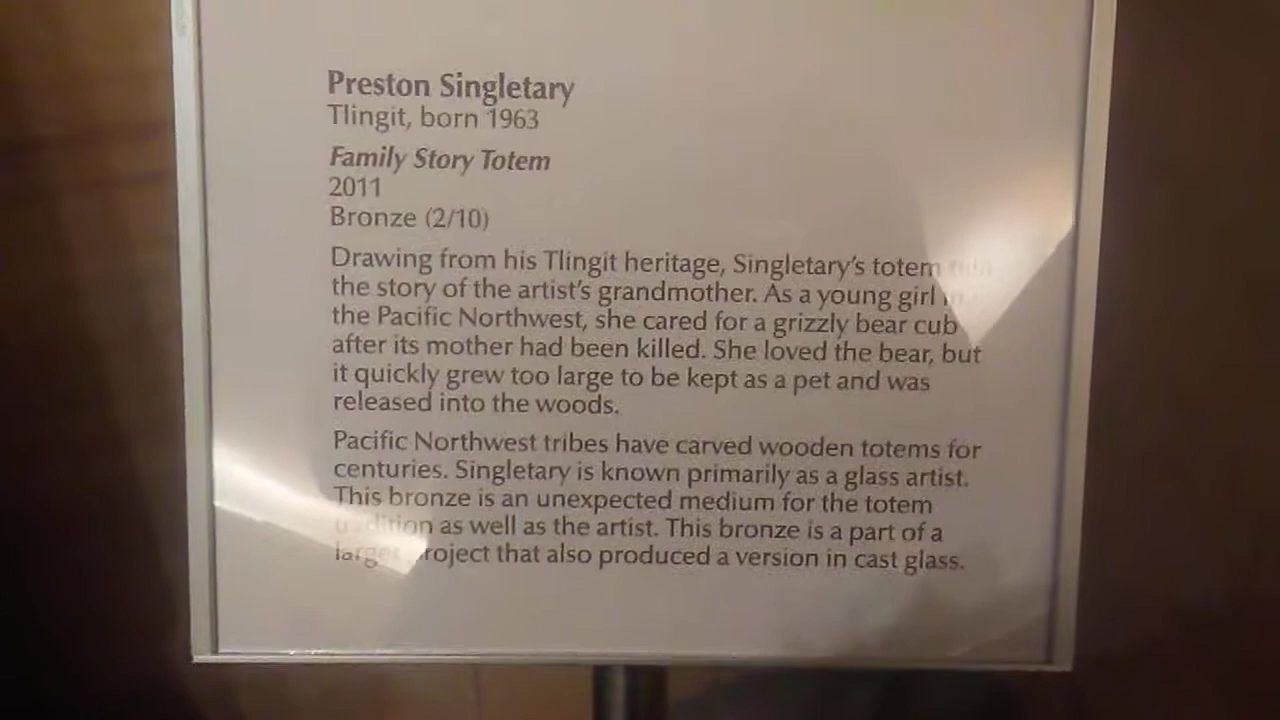 Preston Singletary
Tlingit, born 1963
Family Story Totem
2011
Bronze (2/10)
Drawing from his Tlingit heritage, Singletary's totem
the story of the artist's grandmother. As a young girl
the Pacific Northwest, she cared for a grizzly bear cub
after its mother had been killed. She loved the bear, but
it quickly grew too large to be kept as a pet and was
released into the woods.
Pacific Northwest tribes have carved wooden totems for
centuries. Singletary is known primarily as a glass artist.
This bronze is an unexpected medium for the totem
tradition as well as the artist. This bronze is a part of a
larger project that also produced a version in cast glass.